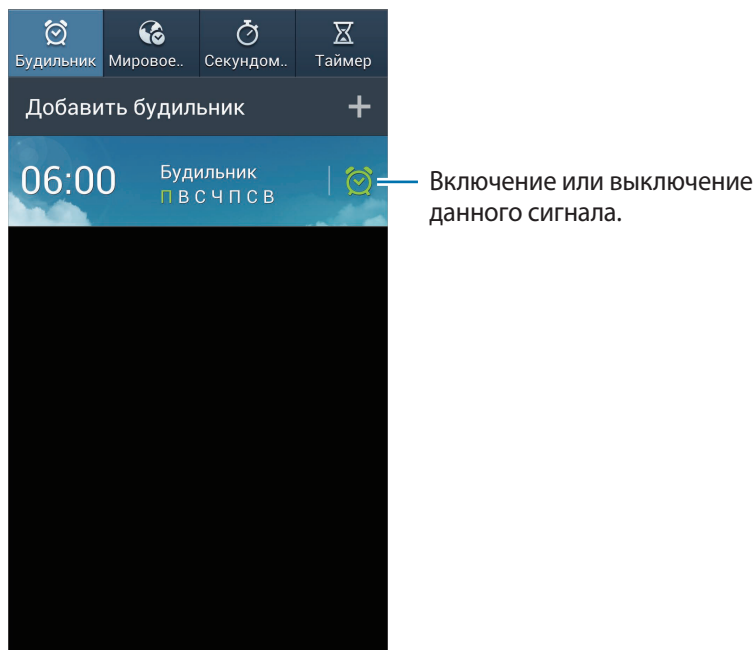 Будильник Мировое.. Секундом.. Таймер
Добавить будильник +
06:00
Будильник
П В С Ч П С В
Включение или выключение
данного сигнала.